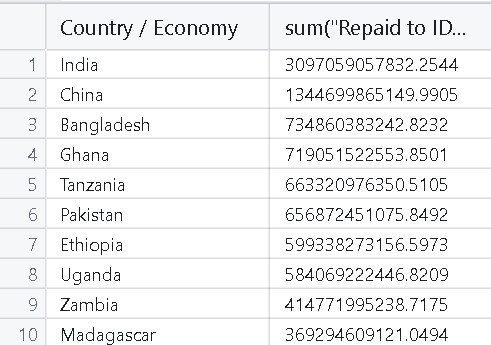 Country / Economy sum("Repaid to ID...
1 India 3097059057832.2544
2 China 1344699865149.9905
3 Bangladesh 734860383242.8232
4 Ghana 719051522553.8501
5 Tanzania 663320976350.5105
6 Pakistan 656872451075.8492
7 Ethiopia 599338273156.5973
8 Uganda 584069222446.8209
9 Zambia 414771995238.7175
10 Madagascar 369294609121.0494